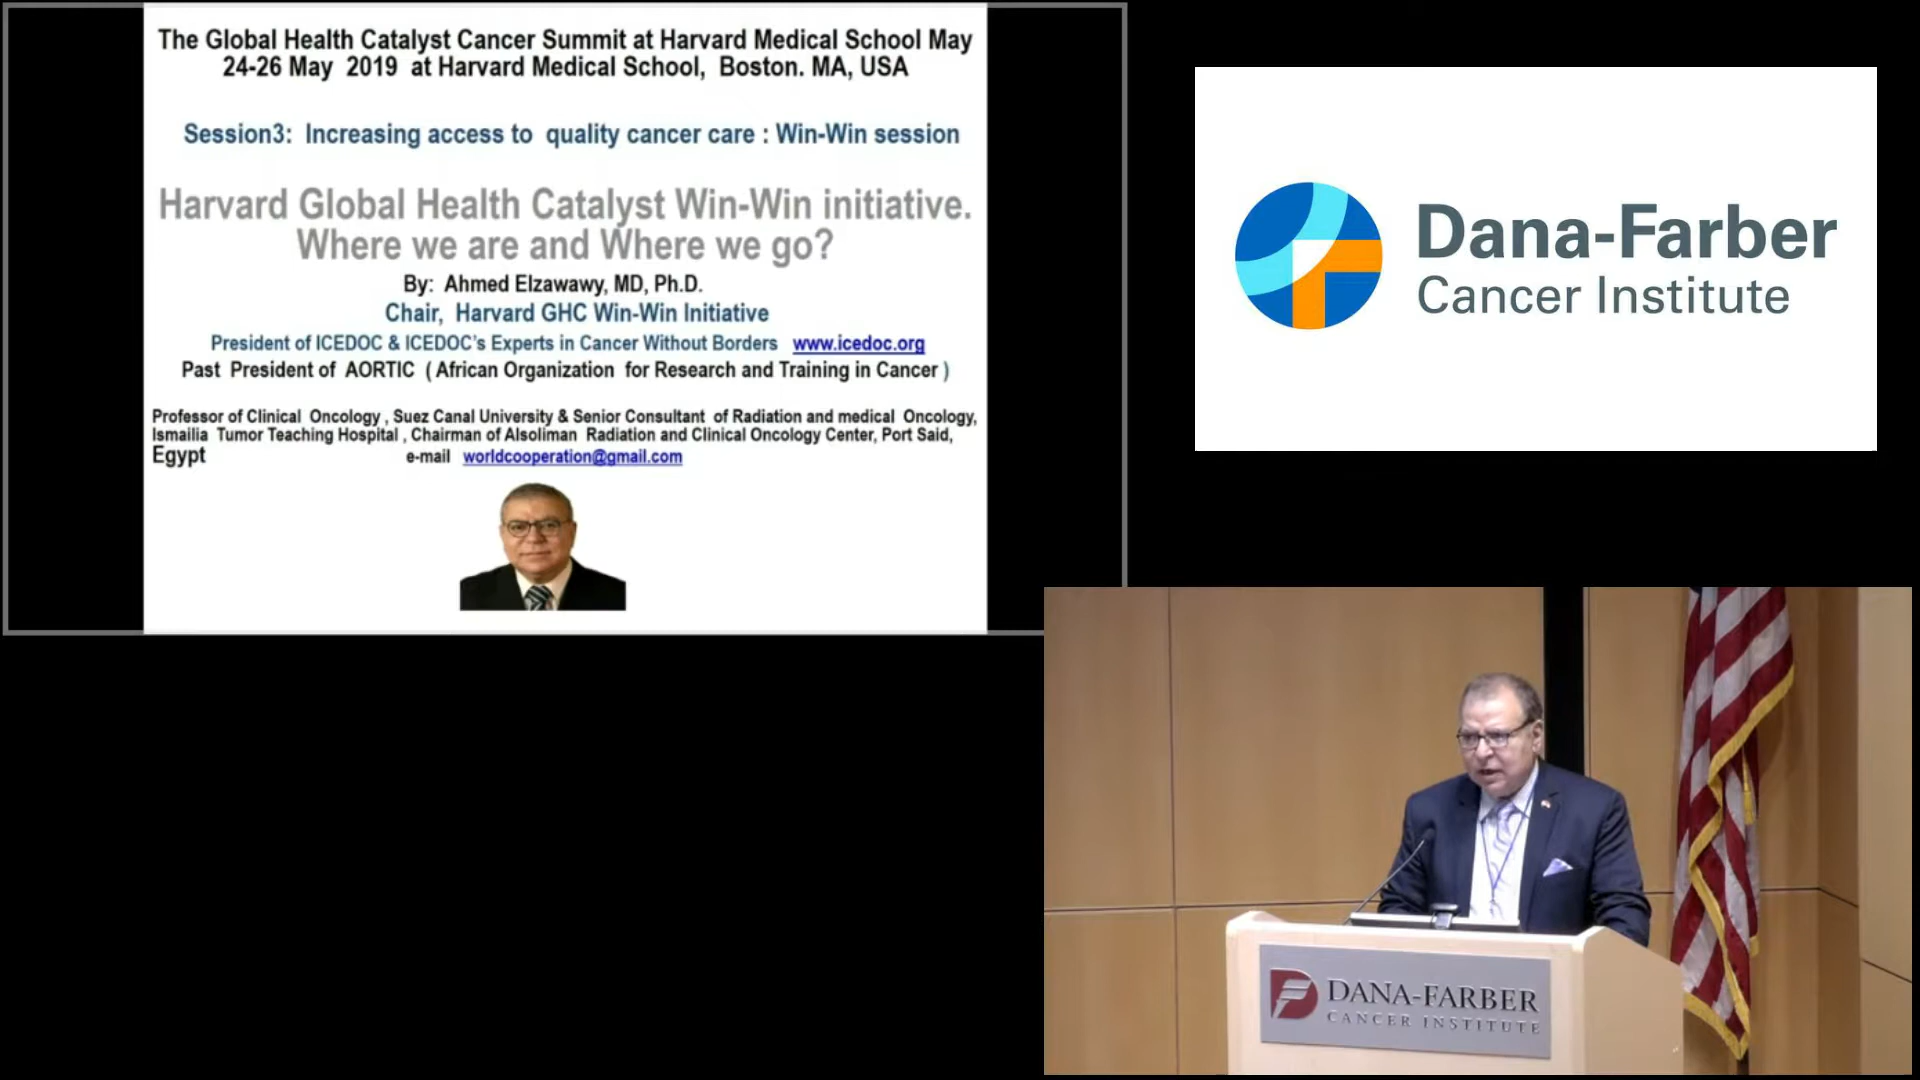 The Global Health Catalyst Cancer Summit at Harvard Medical School May
24-26 May 2019 at Harvard Medical School, Boston. MA, USA
Session3: Increasing access to quality cancer care : Win-Win session
Harvard Global Health Catalyst Win-Win initiative.
Where we are and Where we go?
By: Ahmed Elzawawy, MD, Ph.D.
Chair, Harvard GHC Win-Win Initiative
President of ICEDOC & ICEDOC's Experts in Cancer Without Borders www.icedoc.org
Past President of AORTIC ( African Organization for Research and Training in Cancer )
Professor of Clinical Oncology , Suez Canal University & Senior Consultant of Radiation and medical Oncology,
Ismailia Tumor Teaching Hospital , Chairman of Alsoliman Radiation and Clinical Oncology Center, Port Said,
Egypt e-mail worldcooperation@gmail.com
Dana-Farber
Cancer Institute
DANA-FARBER
CANCER INSTITUTE